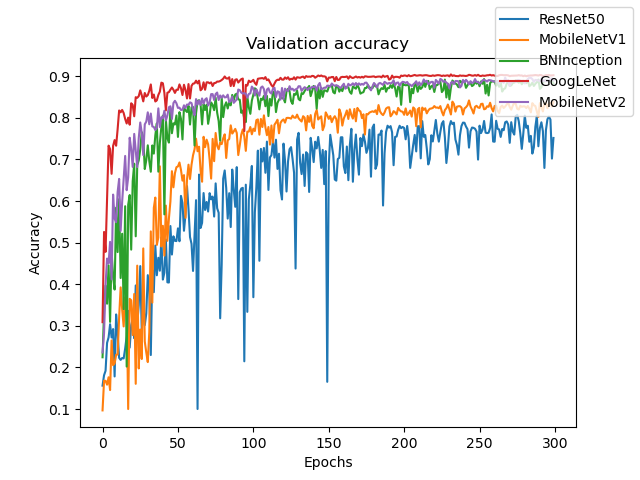 Validation accuracy
ResNet50
MobileNetV1
BNInception
GoogLeNet
MobileNetV2
Accuracy
0.9
0.8
0.7
0.6
0.5
0.4
0.3
0.2
0.1
0 50 100 150 200 250 300
Epochs